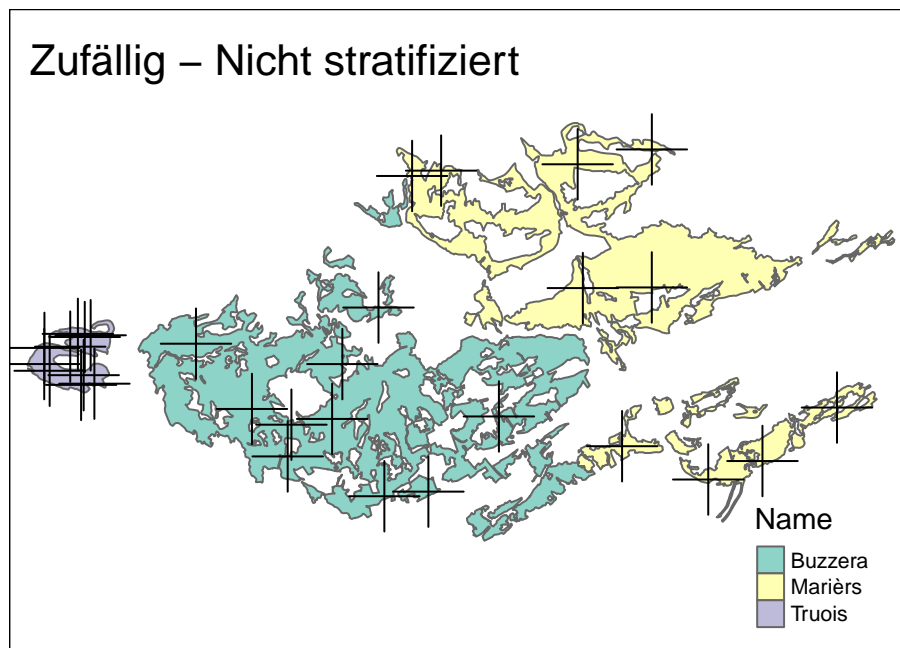 Zufällig – Nicht stratifiziert
Name
Buzzera
Marièrs
Truois